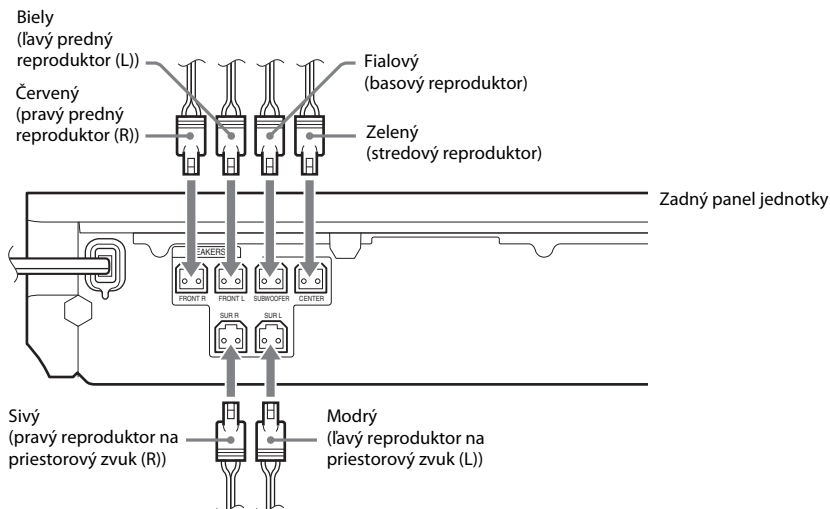 Biely
(ľavý predný
reproduktor (L))
Červený
(pravý predný
reproduktor (R))
Fialový
(basový reproduktor)
Zelený
(stredový reproduktor)
Zadný panel jednotky
EAKERS
FRONT R
FRONT L
SUBWOOFER
CENTER
SUR R
SUR L
Sivý
(pravý reproduktor na
priestorový zvuk (R))
Modrý
(ľavý reproduktor na
priestorový zvuk (L))